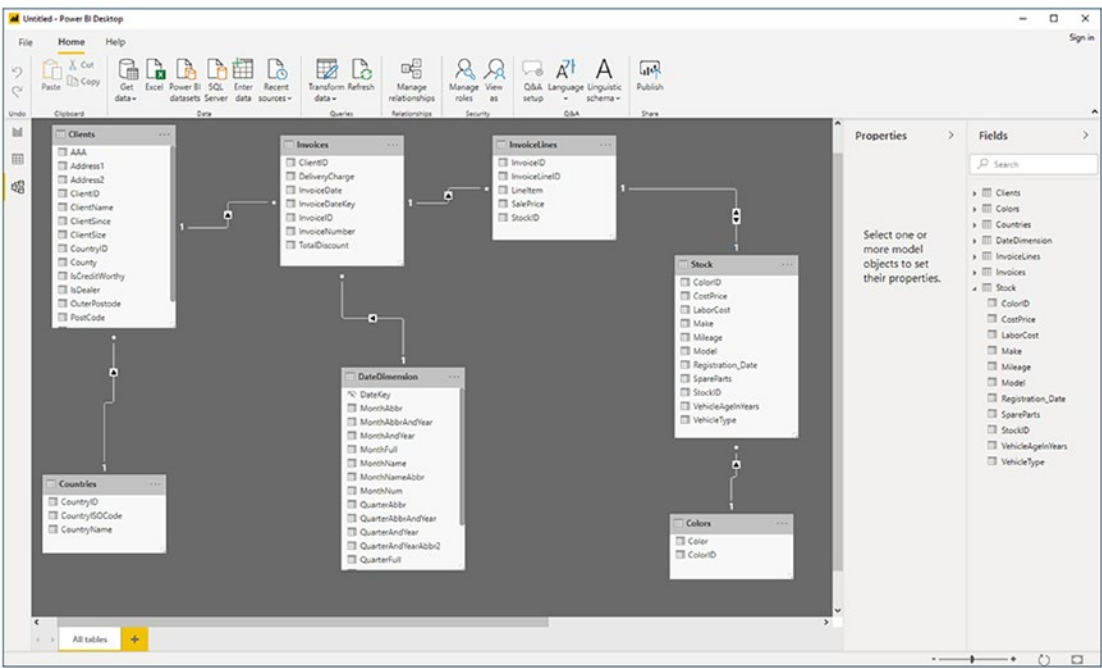 Untitled - Power BI Desktop
Sign in
File Home Help
Cut
Copy
Paste
Get data
Excel
Power BI datasets
SQL Server
Enter data
Recent sources
Transform data
Refresh
Manage relationships
Manage roles
View as
Q&A setup
Language
Linguistic schema
Publish
Undo Clipboard Data Queries Relationships Security Q&A Share
Clients
AAA
Address1
Address2
ClientID
ClientName
ClientSince
ClientSize
CountryID
County
IsCreditWorthy
IsDealer
OuterPostode
PostCode
1
*
Invoices
ClientID
DeliveryCharge
InvoiceDate
InvoiceDateKey
InvoiceID
InvoiceNumber
TotalDiscount
1
*
InvoiceLines
InvoiceID
InvoiceLineID
LineItem
SalePrice
StockID
1
1
Stock
ColorID
CostPrice
LaborCost
Make
Mileage
Model
Registration_Date
SpareParts
StockID
VehicleAgeInYears
VehicleType
*
*
1
DateDimension
DateKey
MonthAbbr
MonthAbbrAndYear
MonthAndYear
MonthFull
MonthName
MonthNameAbbr
MonthNum
QuarterAbbr
QuarterAbbrAndYear
QuarterAndYear
QuarterAndYearAbbr2
QuarterFull
*
1
Countries
CountryID
CountryISOCode
CountryName
*
1
Colors
Color
ColorID
Properties
Select one or
more model
objects to set
their properties.
Fields
Search
Clients
Colors
Countries
DateDimension
InvoiceLines
Invoices
Stock
ColorID
CostPrice
LaborCost
Make
Mileage
Model
Registration_Date
SpareParts
StockID
VehicleAgeInYears
VehicleType
All tables